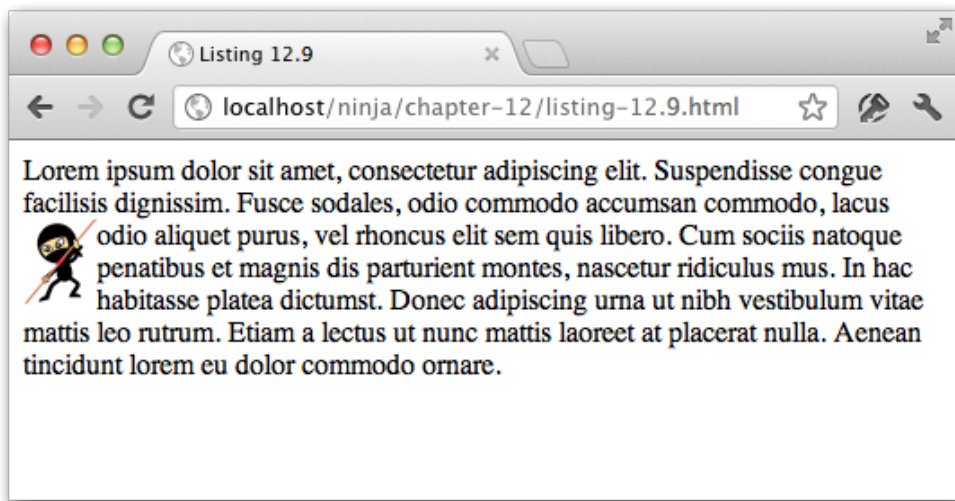 Listing 12.9
localhost/ninja/chapter-12/listing-12.9.html
Lorem ipsum dolor sit amet, consectetur adipiscing elit. Suspendisse congue
facilisis dignissim. Fusce sodales, odio commodo accumsan commodo, lacus
odio aliquet purus, vel rhoncus elit sem quis libero. Cum sociis natoque
penatibus et magnis dis parturient montes, nascetur ridiculus mus. In hac
habitasse platea dictumst. Donec adipiscing urna ut nibh vestibulum vitae
mattis leo rutrum. Etiam a lectus ut nunc mattis laoreet at placerat nulla. Aenean
tincidunt lorem eu dolor commodo ornare.